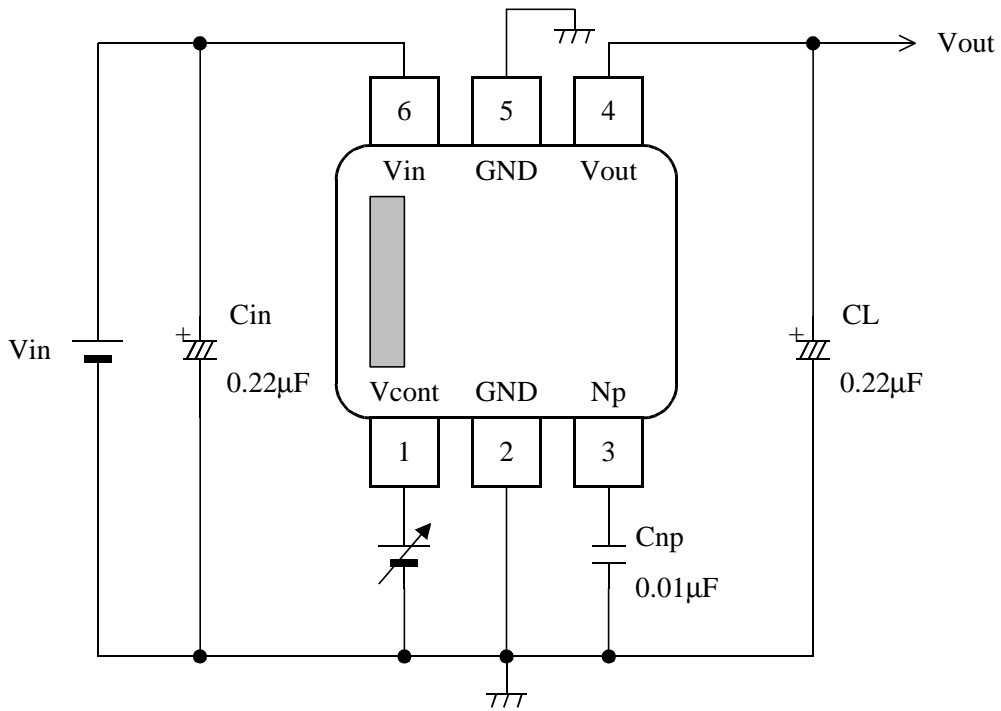 Vout
6 5 4
Vin GND Vout
Vin
+
Cin
0.22μF
+
CL
0.22μF
Vcont GND Np
1 2 3
Cnp
0.01μF